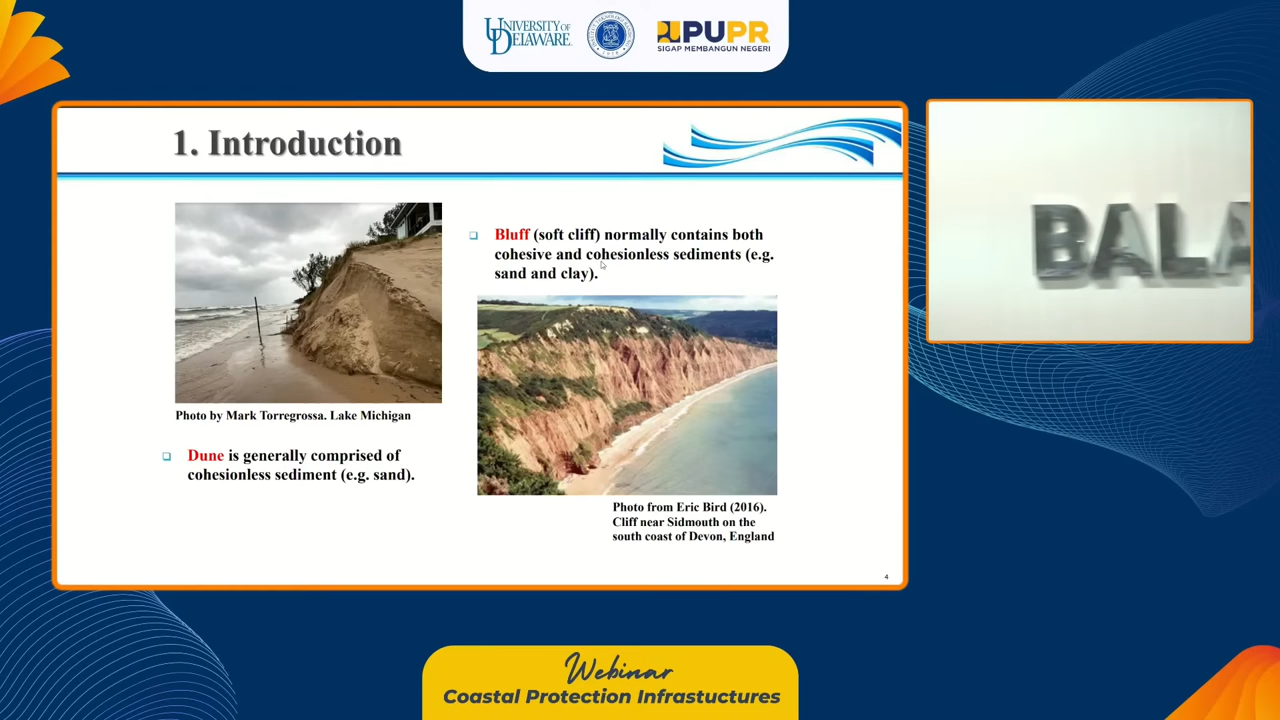 UNIVERSITY OF
DELAWARE
PUPR
SIGAP MEMBANGUN NEGERI
1. Introduction
BALA
Photo by Mark Torregrossa. Lake Michigan
Dune is generally comprised of
cohesionless sediment (e.g. sand).
Bluff (soft cliff) normally contains both
cohesive and cohesionless sediments (e.g.
sand and clay).
Photo from Eric Bird (2016).
Cliff near Sidmouth on the
south coast of Devon, England
4
Webinar
Coastal Protection Infrastuctures